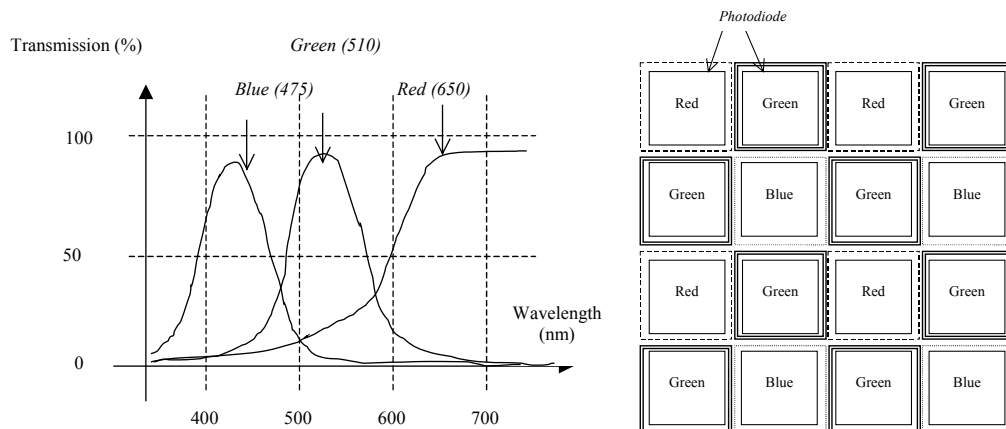 Transmission (%)
Green (510)
Blue (475)
Red (650)
100
50
0
Wavelength
(nm)
400 500 600 700
Photodiode
Red Green Red Green
Green Blue Green Blue
Red Green Red Green
Green Blue Green Blue